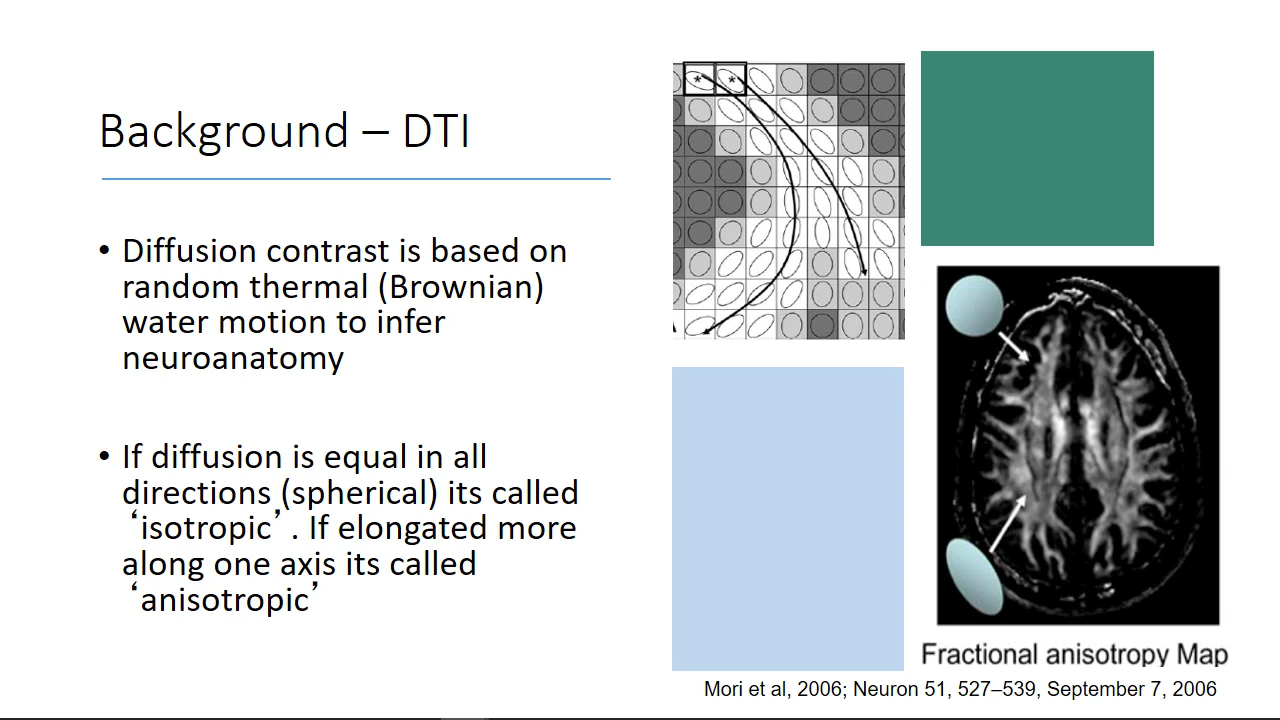 Background – DTI
• Diffusion contrast is based on
random thermal (Brownian)
water motion to infer
neuroanatomy
• If diffusion is equal in all
directions (spherical) its called
‘isotropic’ . If elongated more
along one axis its called
‘anisotropic’
* *
Fractional anisotropy Map
Mori et al, 2006; Neuron 51, 527–539, September 7, 2006